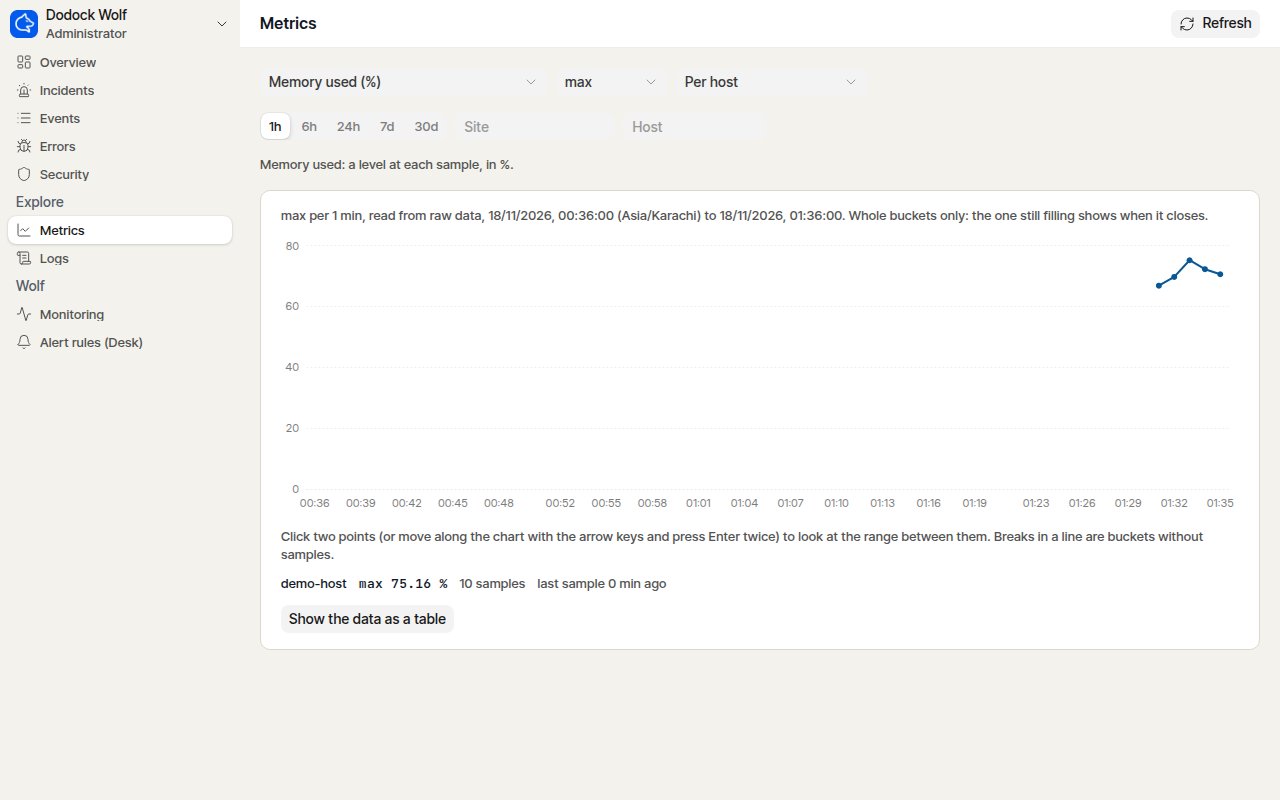 Dodock Wolf
Administrator
Overview
Incidents
Events
Errors
Security
Explore
Metrics
Logs
Wolf
Monitoring
Alert rules (Desk)
Metrics
Refresh
Memory used (%)
max
Per host
1h 6h 24h 7d 30d Site Host
Memory used: a level at each sample, in %.
max per 1 min, read from raw data, 18/11/2026, 00:36:00 (Asia/Karachi) to 18/11/2026, 01:36:00. Whole buckets only: the one still filling shows when it closes.
80
60
40
20
0
00:36 00:39 00:42 00:45 00:48 00:52 00:55 00:58 01:01 01:04 01:07 01:10 01:13 01:16 01:19 01:23 01:26 01:29 01:32 01:35
Click two points (or move along the chart with the arrow keys and press Enter twice) to look at the range between them. Breaks in a line are buckets without
samples.
demo-host max 75.16 % 10 samples last sample 0 min ago
Show the data as a table